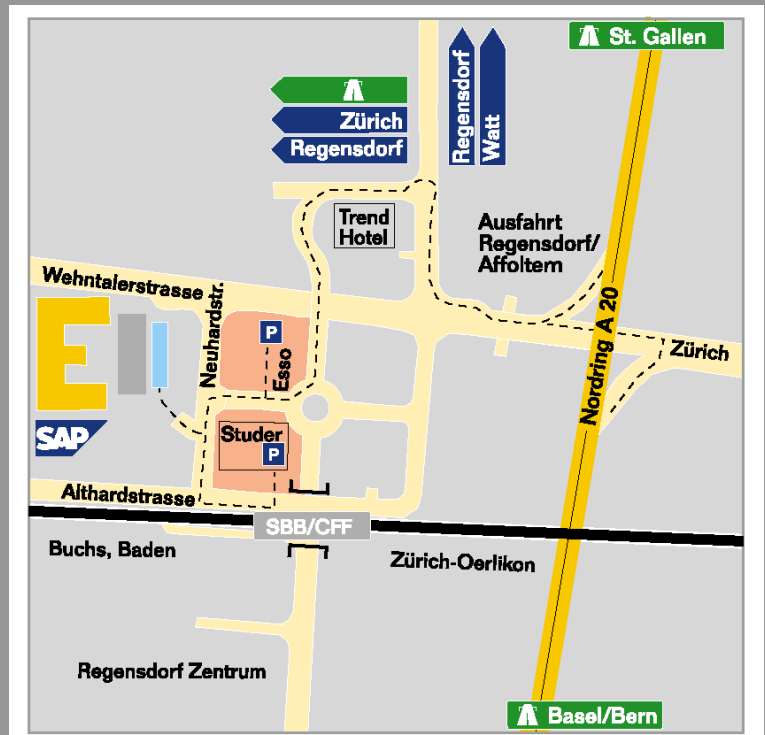 St. Gallen
Zürich
Regensdorf
Regensdorf
Watt
Trend
Hotel
Ausfahrt
Regensdorf/
Affoltern
Wehntalerstrasse
Neuhardstr.
Nordring A 20
P
Esso
Zürich
SAP
Studer
P
Althardstrasse
SBB/CFF
Buchs, Baden
Zürich-Oerlikon
Regensdorf Zentrum
Basel/Bern